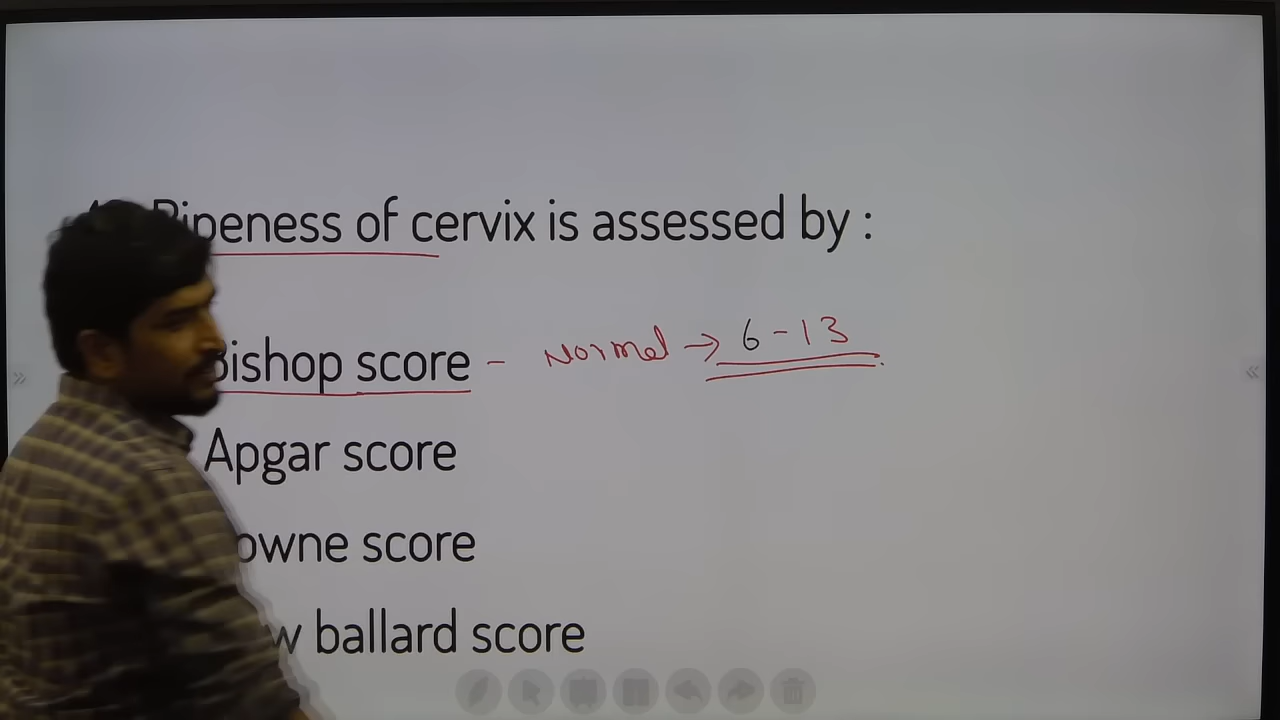 Ripeness of cervix is assessed by :
Bishop score - Normal → 6-13
Apgar score
owne score
w ballard score